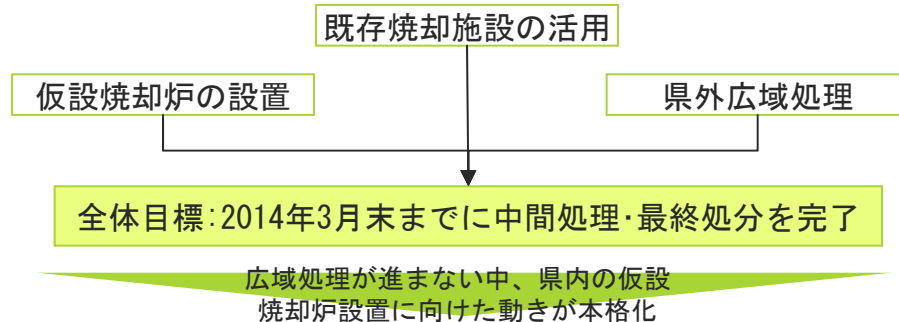 既存焼却施設の活用
仮設焼却炉の設置
県外広域処理
全体目標:2014年3月末までに中間処理・最終処分を完了
広域処理が進まない中、県内の仮設
焼却炉設置に向けた動きが本格化